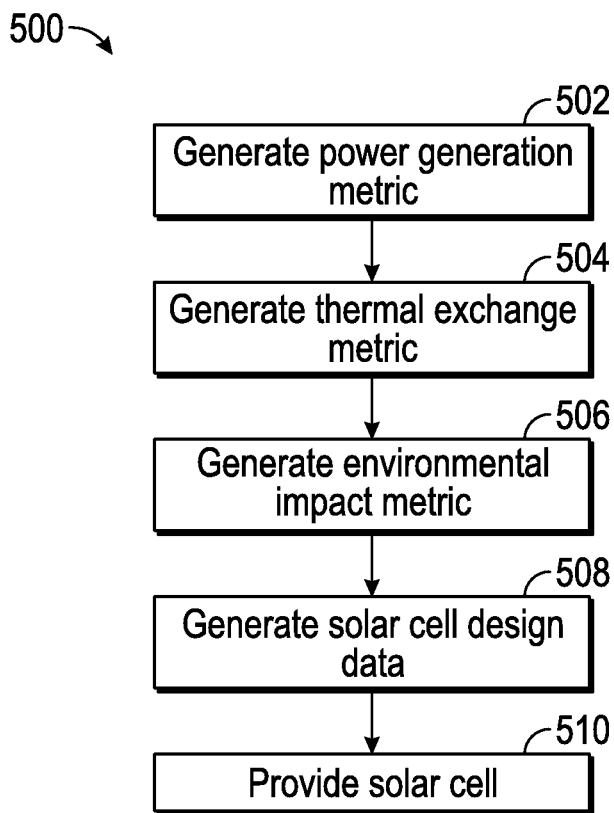 500
502
Generate power generation
metric
504
Generate thermal exchange
metric
506
Generate environmental
impact metric
508
Generate solar cell design
data
510
Provide solar cell